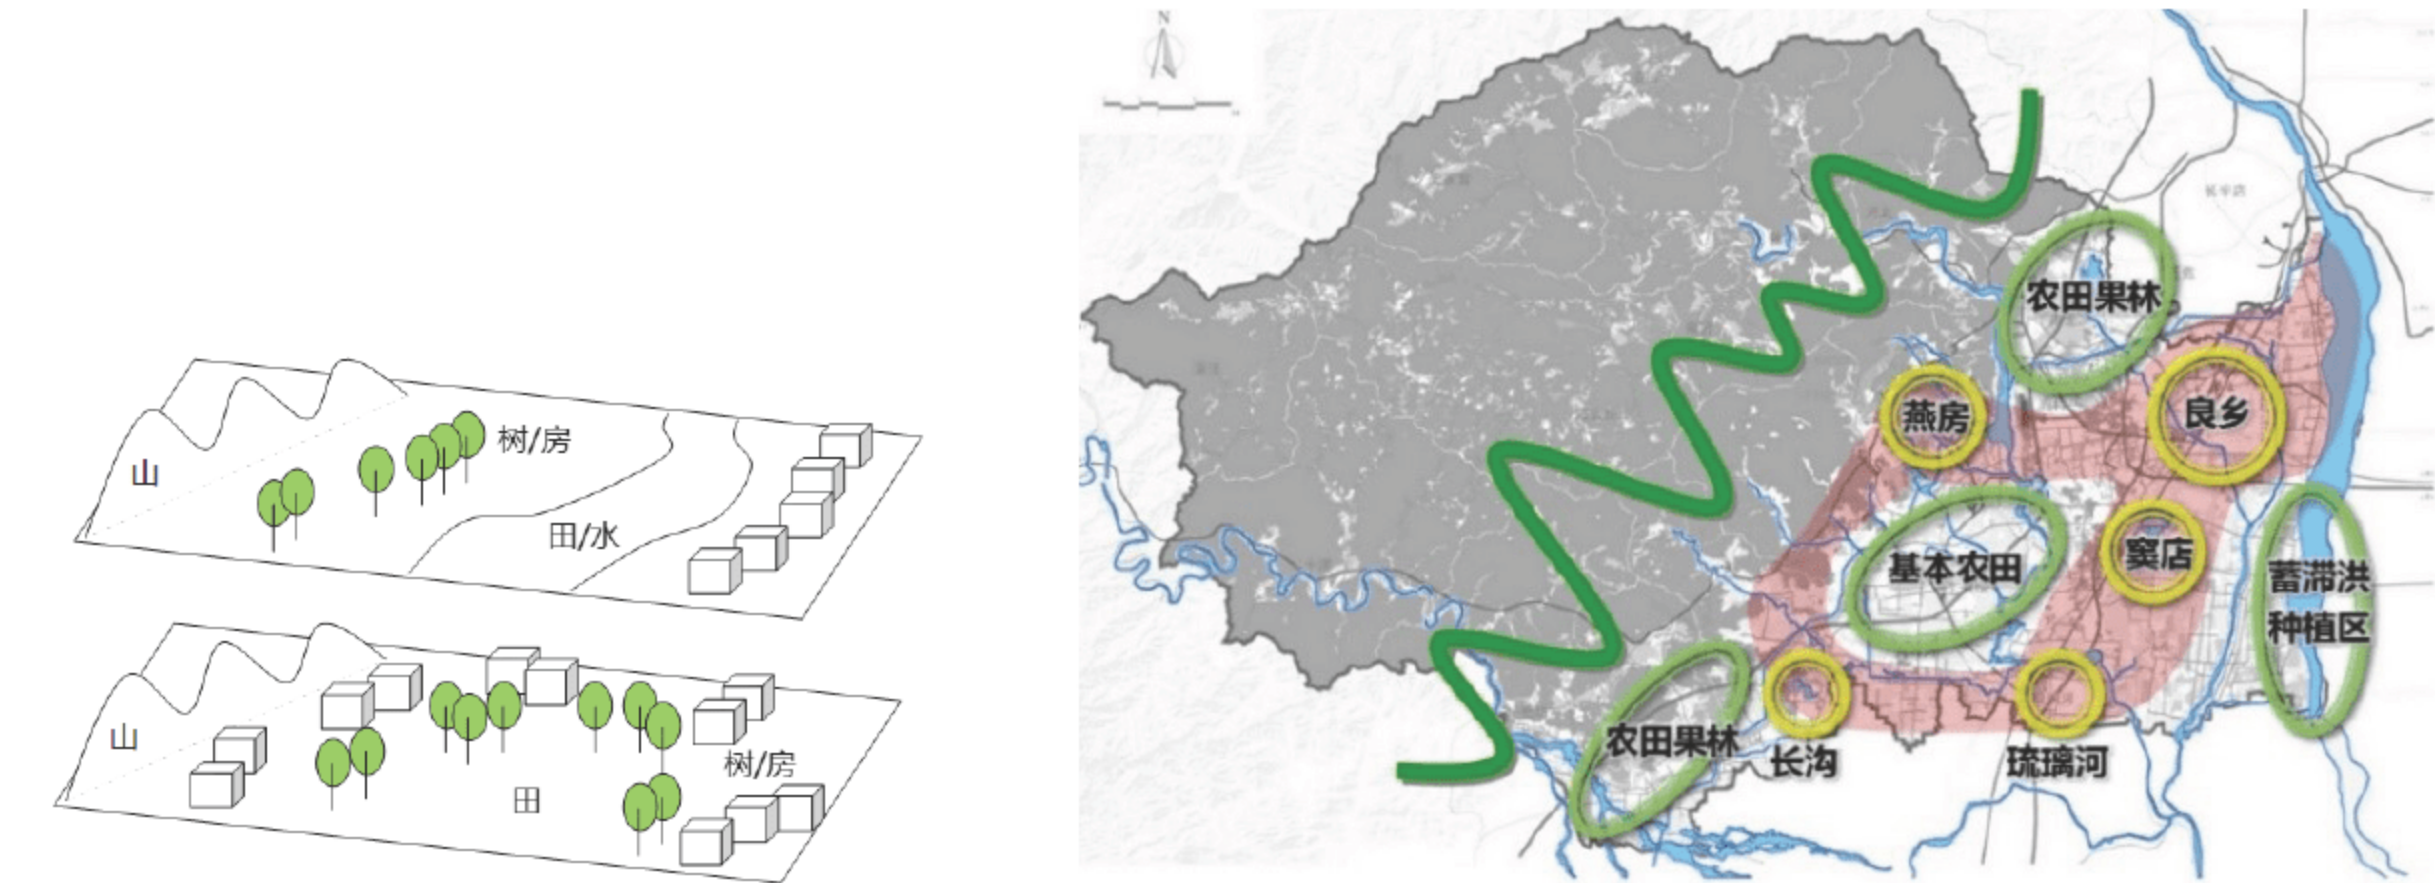 树/房
山
田/水
山
树/房
田
N
农田果林
燕房
良乡
基本农田
窦店
蓄滞洪
种植区
农田果林
长沟
琉璃河